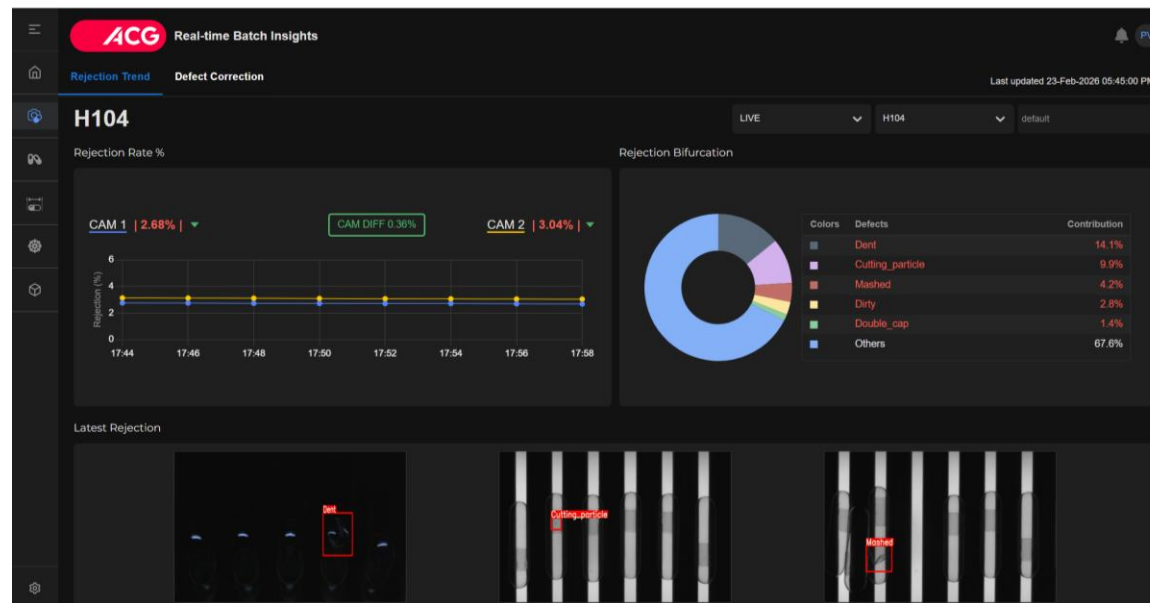 ACG Real-time Batch Insights
PV
Rejection Trend Defect Correction
Last updated 23-Feb-2026 05:45:00 PM
H104
LIVE
H104
default
Rejection Rate %
CAM 1 | 2.68% |
CAM DIFF 0.36%
CAM 2 | 3.04% |
Rejection (%)
6
4
2
0
17:44 17:46 17:48 17:50 17:52 17:54 17:56 17:58
Rejection Bifurcation
Colors Defects Contribution
Dent 14.1%
Cutting_particle 9.9%
Mashed 4.2%
Dirty 2.8%
Double_cap 1.4%
Others 67.6%
Latest Rejection
Dent
Cutting_particle
Mashed